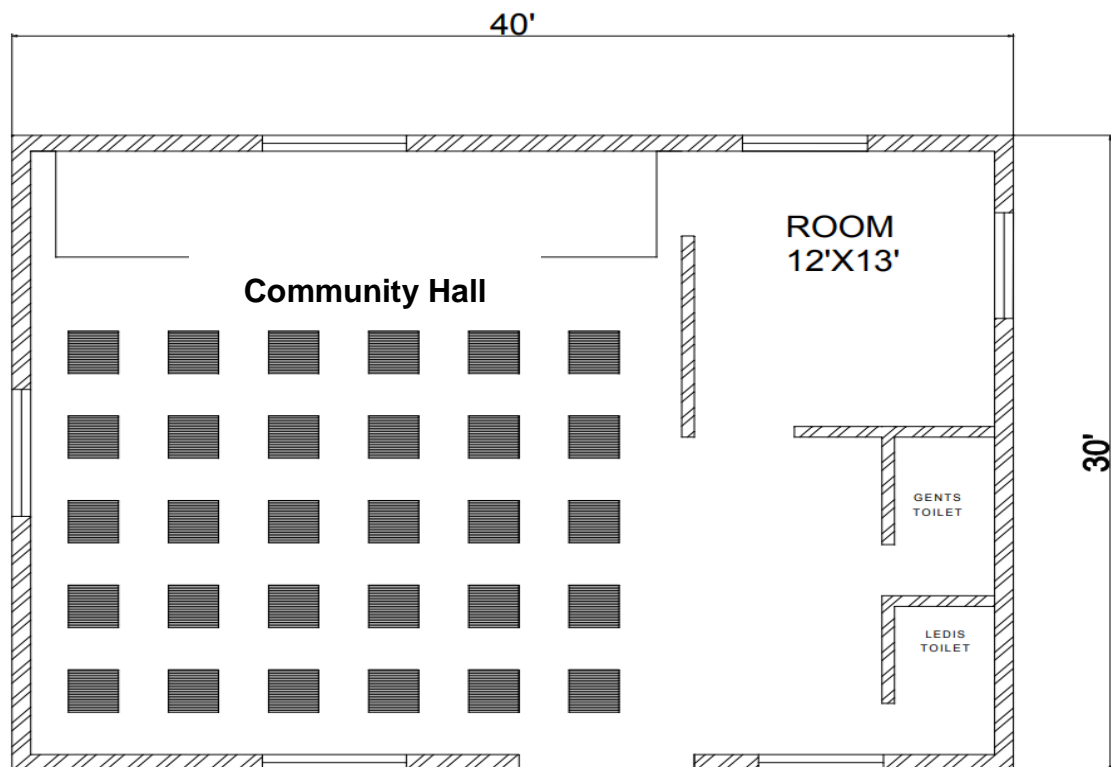 40'
ROOM
12'X13'
Community Hall
30'
GENTS
TOILET
LEDIS
TOILET